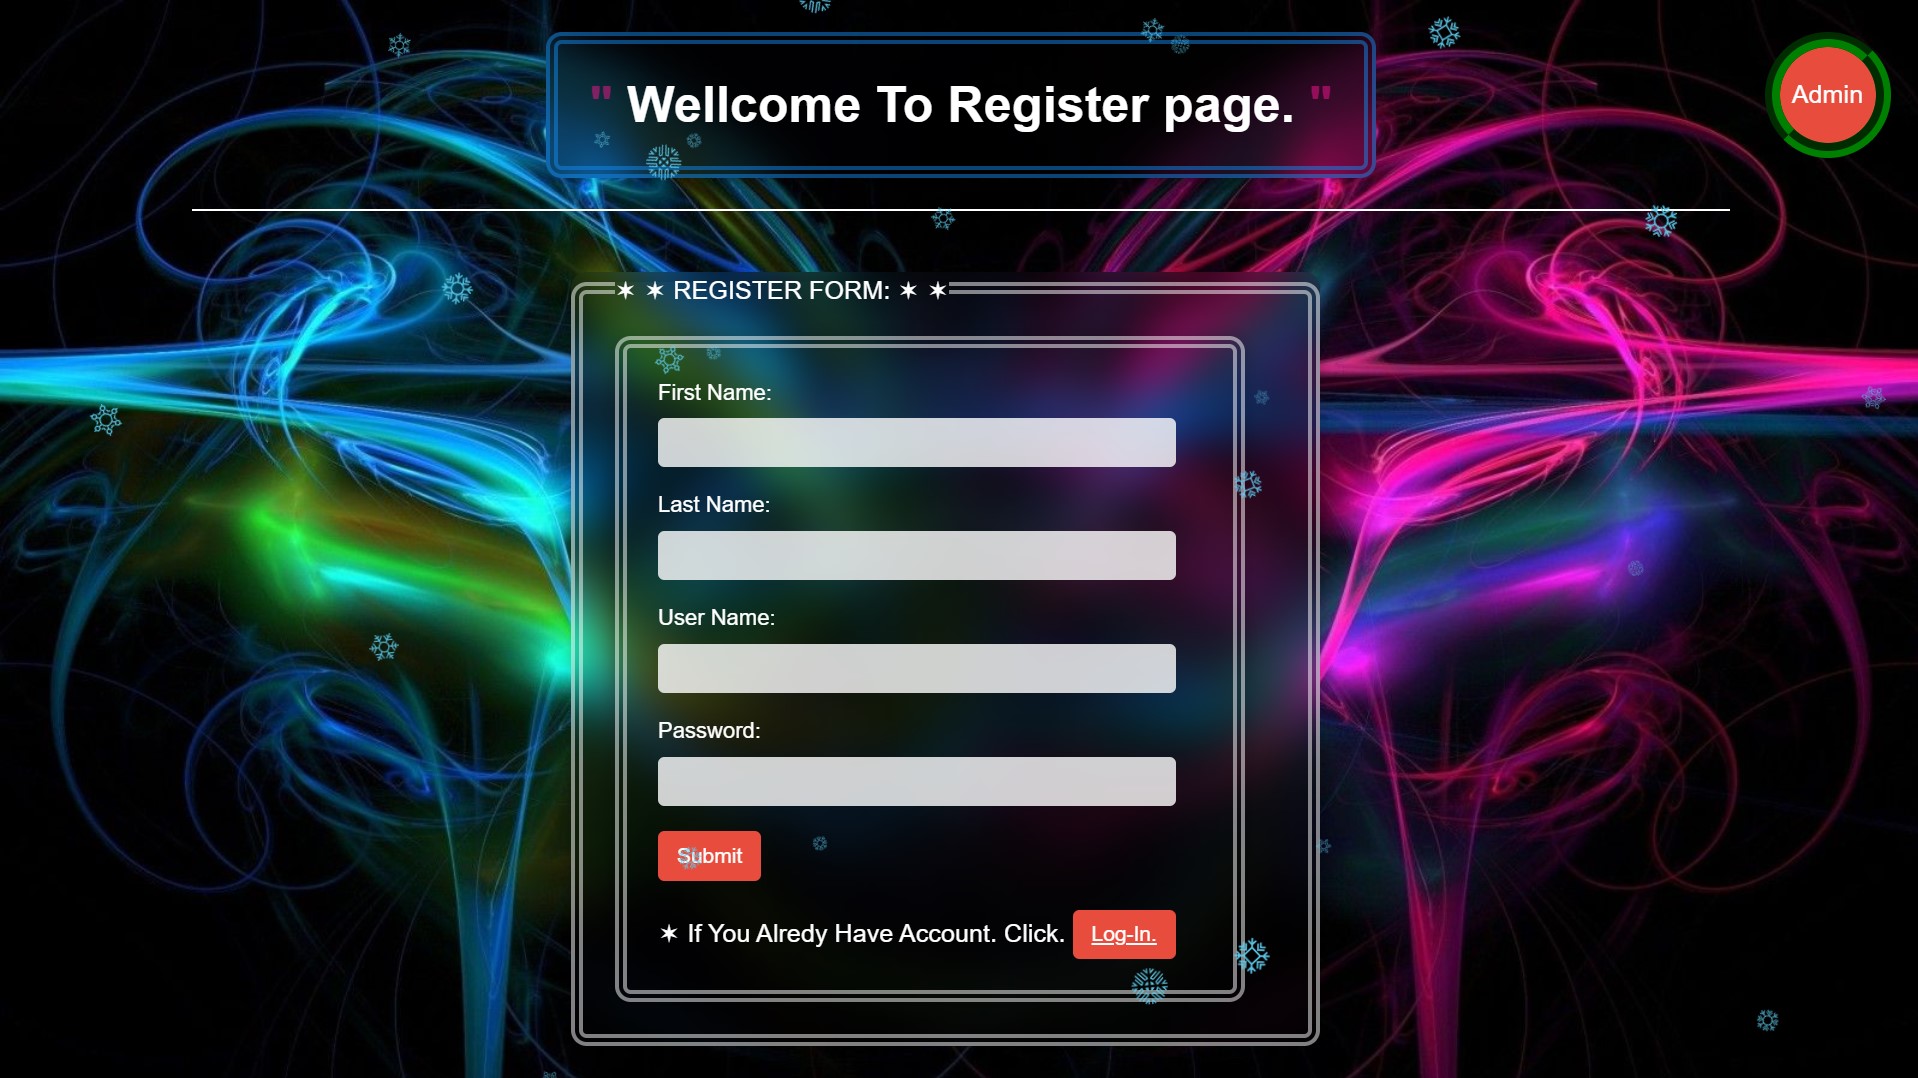 " Wellcome To Register page. "
Admin
✶ ✶ REGISTER FORM: ✶ ✶
First Name:
Last Name:
User Name:
Password:
Submit
✶ If You Alredy Have Account. Click. Log-In.